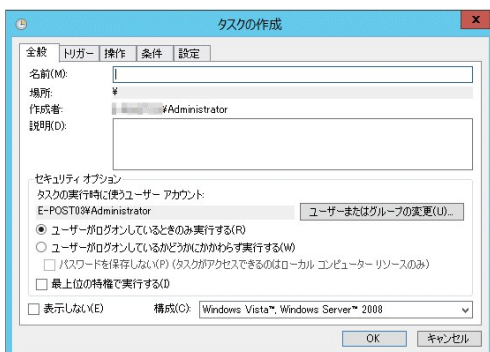 タスクの作成
x
全般 トリガー 操作 条件 設定
名前(M):
場所: ¥
作成者: ¥Administrator
説明(D):
セキュリティ オプション
タスクの実行時に使うユーザー アカウント:
E-POST03¥Administrator ユーザーまたはグループの変更(U)...
ユーザーがログオンしているときのみ実行する(R)
ユーザーがログオンしているかどうかにかかわらず実行する(W)
パスワードを保存しない(P) (タスクがアクセスできるのはローカル コンピューター リソースのみ)
最上位の特権で実行する(I)
表示しない(E) 構成(C): Windows Vista™, Windows Server™ 2008
OK キャンセル